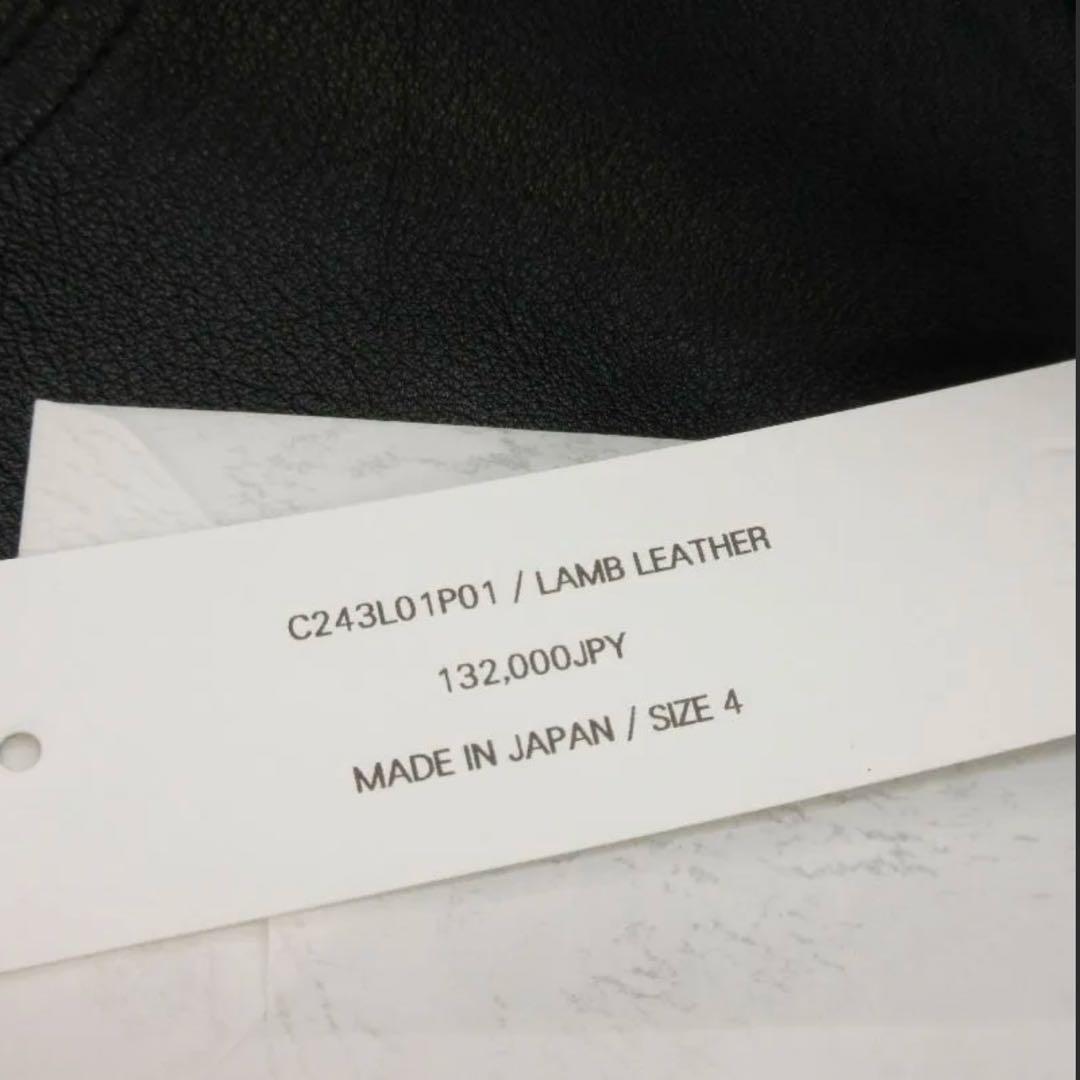 C243L01P01 / LAMB LEATHER
132,000JPY
MADE IN JAPAN / SIZE 4